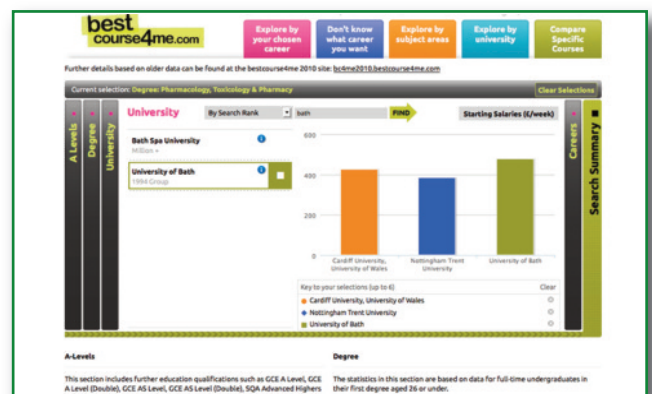 best
course4me.com
Explore by
your chosen
career
Don't know
what career
you want
Explore by
subject areas
Explore by
university
Compare
Specific
Courses
Further details based on older data can be found at the bestcourse4me 2010 site: bc4me2010.bestcourse4me.com
Current selection: Degree: Pharmacology, Toxicology & Pharmacy
Clear Selections
A Levels
Degree
University
University
By Search Rank
bath
FIND
Starting Salaries (£/week)
Bath Spa University
Million +
University of Bath
1994 Group
600
400
200
0
Cardiff University,
University of Wales
Nottingham Trent
University
University of Bath
Key to your selections (up to 6)
Clear
Cardiff University, University of Wales
Nottingham Trent University
University of Bath
Careers
Search Summary
A-Levels
This section includes further education qualifications such as GCE A Level, GCE
A Level (Double), GCE AS Level, GCE AS Level (Double), SQA Advanced Highers
Degree
The statistics in this section are based on data for full-time undergraduates in
their first degree aged 26 or under.